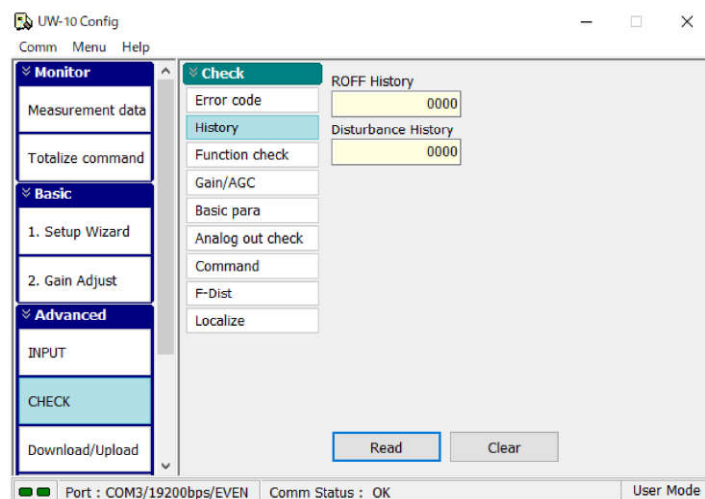 UW-10 Config
Comm Menu Help
Monitor
Measurement data
Totalize command
Basic
1. Setup Wizard
2. Gain Adjust
Advanced
INPUT
CHECK
Download/Upload
Check
Error code
History
Function check
Gain/AGC
Basic para
Analog out check
Command
F-Dist
Localize
ROFF History
0000
Disturbance History
0000
Read Clear
Port : COM3/19200bps/EVEN Comm Status : OK User Mode